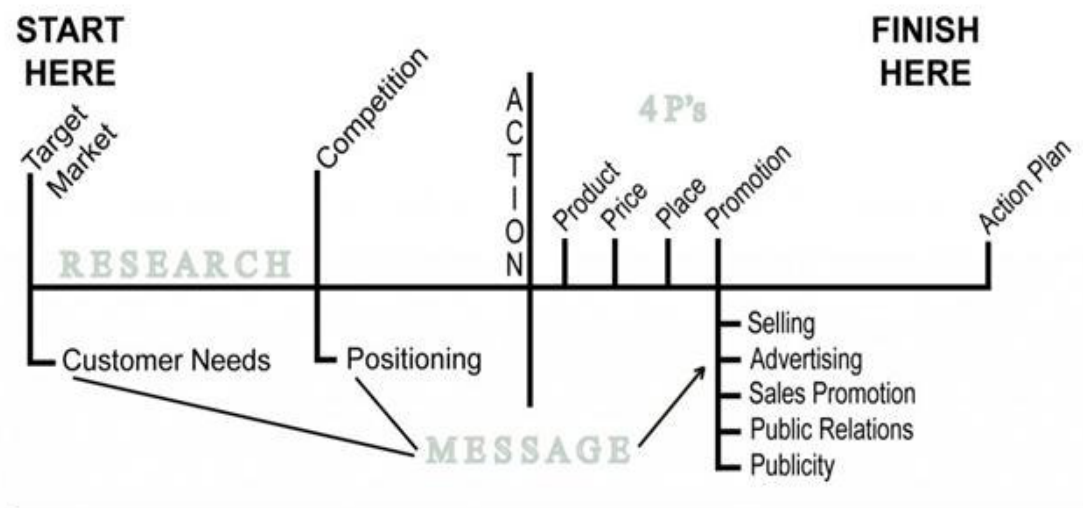 START
HERE
FINISH
HERE
Target
Market
Competition
ACTION
4 P's
Product
Price
Place
Promotion
Action Plan
RESEARCH
Customer Needs
Positioning
Selling
Advertising
Sales Promotion
Public Relations
Publicity
MESSAGE